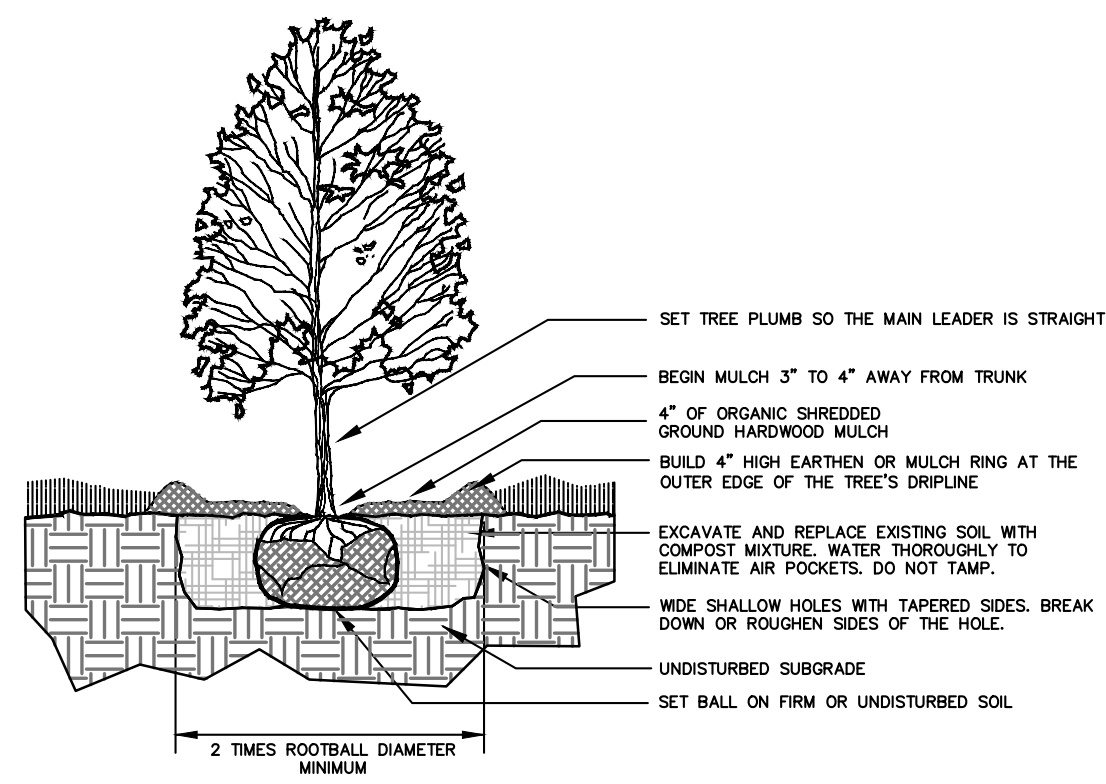 SET TREE PLUMB SO THE MAIN LEADER IS STRAIGHT
BEGIN MULCH 3" TO 4" AWAY FROM TRUNK
4" OF ORGANIC SHREDDED
GROUND HARDWOOD MULCH
BUILD 4" HIGH EARTHEN OR MULCH RING AT THE
OUTER EDGE OF THE TREE'S DRIPLINE
EXCAVATE AND REPLACE EXISTING SOIL WITH
COMPOST MIXTURE. WATER THOROUGHLY TO
ELIMINATE AIR POCKETS. DO NOT TAMP.
WIDE SHALLOW HOLES WITH TAPERED SIDES. BREAK
DOWN OR ROUGHEN SIDES OF THE HOLE.
UNDISTURBED SUBGRADE
SET BALL ON FIRM OR UNDISTURBED SOIL
2 TIMES ROOTBALL DIAMETER
MINIMUM